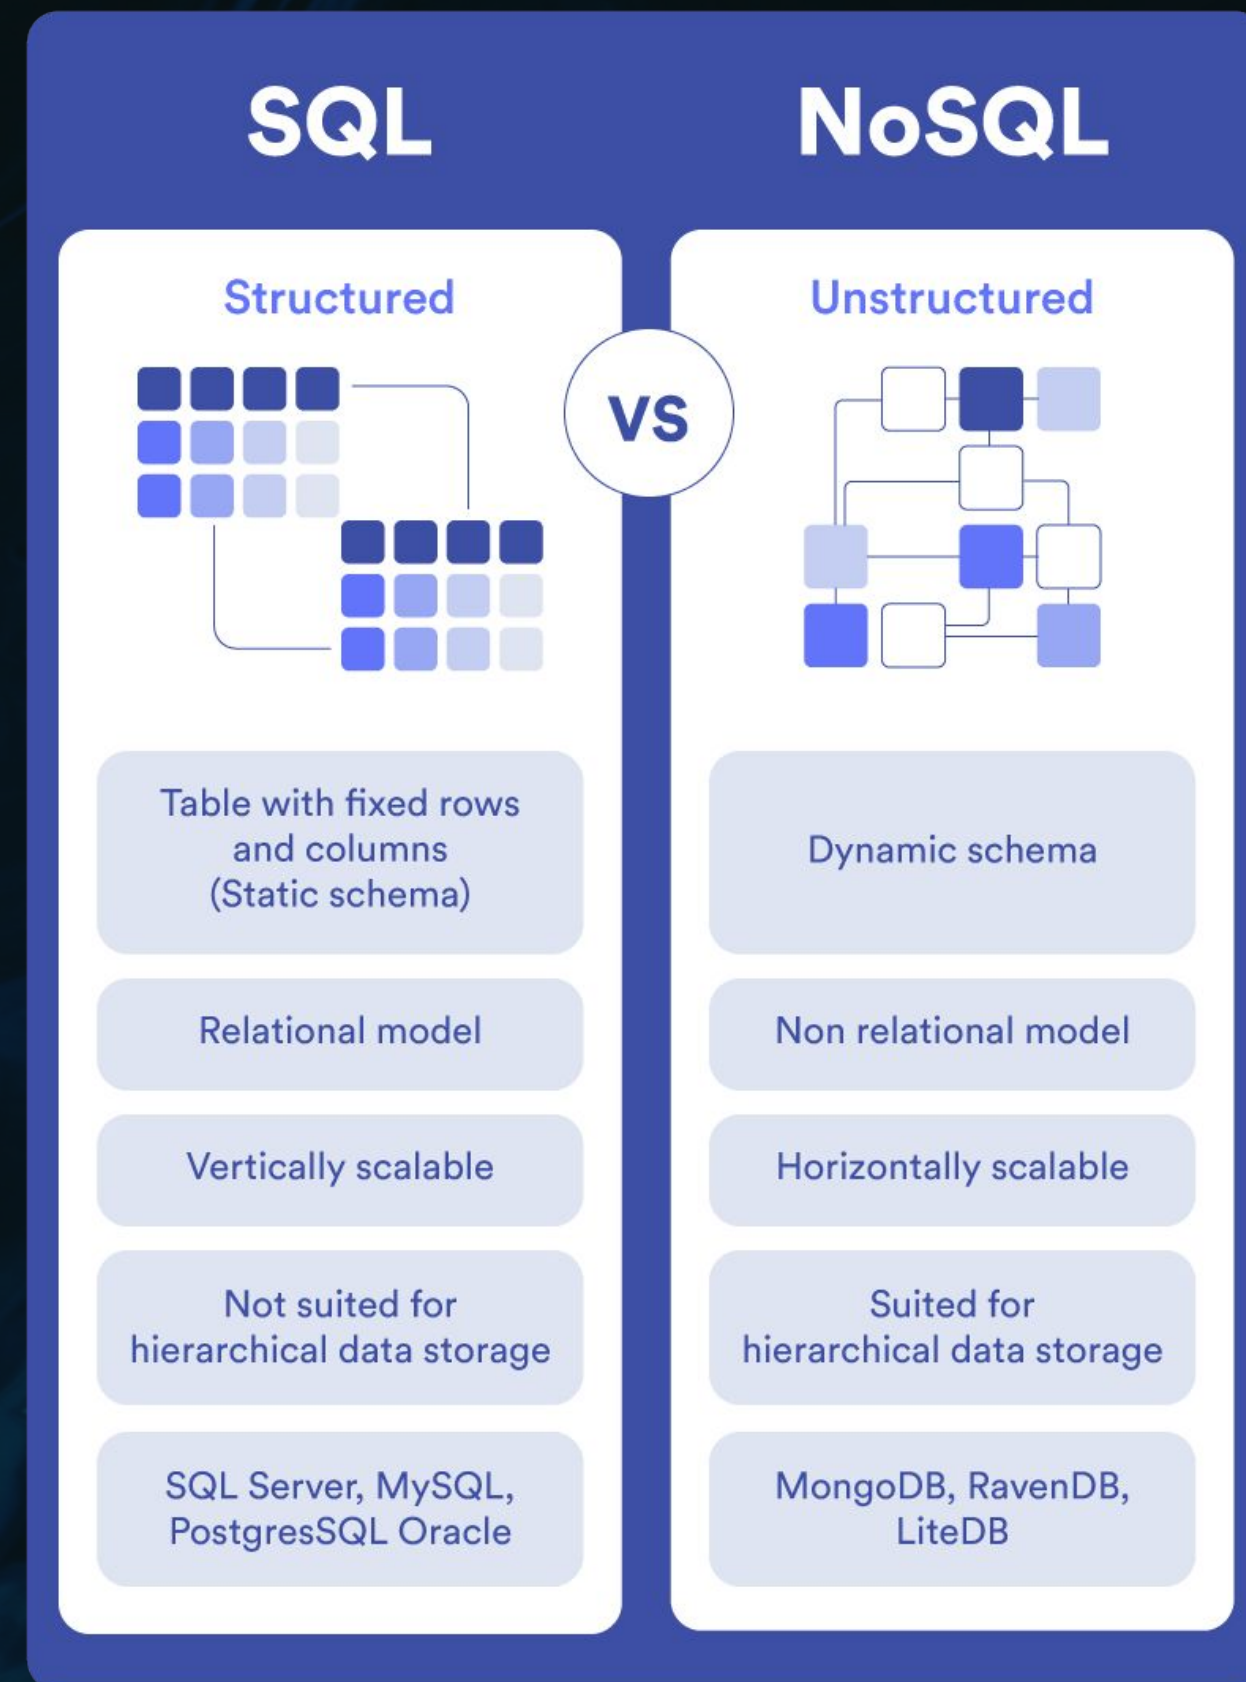 SQL
NoSQL
VS
Structured
Table with fixed rows
and columns
(Static schema)
Relational model
Vertically scalable
Not suited for
hierarchical data storage
SQL Server, MySQL,
PostgresSQL Oracle
Unstructured
Dynamic schema
Non relational model
Horizontally scalable
Suited for
hierarchical data storage
MongoDB, RavenDB,
LiteDB